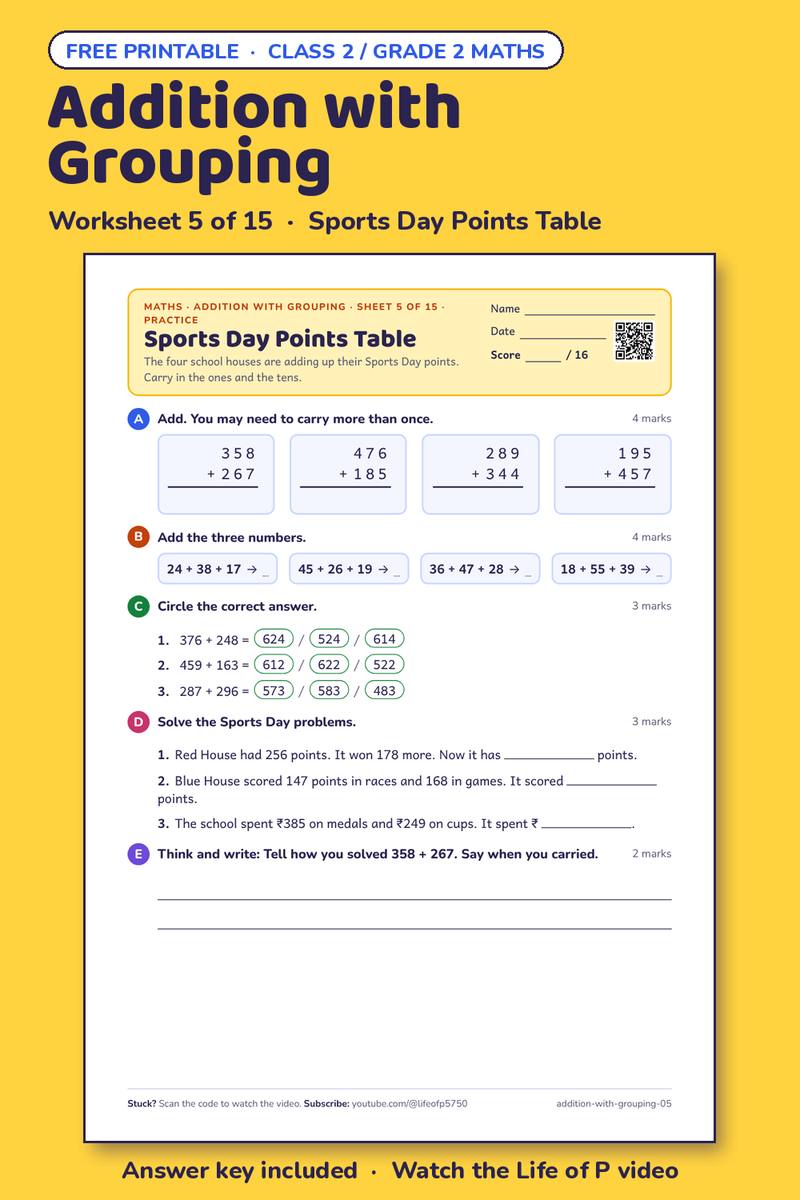 FREE PRINTABLE · CLASS 2 / GRADE 2 MATHS
Addition with
Grouping
Worksheet 5 of 15 · Sports Day Points Table
MATHS · ADDITION WITH GROUPING · SHEET 5 OF 15 ·
PRACTICE
Sports Day Points Table
The four school houses are adding up their Sports Day points.
Carry in the ones and the tens.
Name ____________
Date ____________
Score ______ / 16
A Add. You may need to carry more than once. 4 marks
358 476 289 195
+ 267 + 185 + 344 + 457
B Add the three numbers. 4 marks
24 + 38 + 17 → _ 45 + 26 + 19 → _ 36 + 47 + 28 → _ 18 + 55 + 39 → _
C Circle the correct answer. 3 marks
1. 376 + 248 = 624 / 524 / 614
2. 459 + 163 = 612 / 622 / 522
3. 287 + 296 = 573 / 583 / 483
D Solve the Sports Day problems. 3 marks
1. Red House had 256 points. It won 178 more. Now it has ____________ points.
2. Blue House scored 147 points in races and 168 in games. It scored ____________
points.
3. The school spent ₹385 on medals and ₹249 on cups. It spent ₹ ____________.
E Think and write: Tell how you solved 358 + 267. Say when you carried. 2 marks
Stuck? Scan the code to watch the video. Subscribe: youtube.com/@lifeofp5750 addition-with-grouping-05
Answer key included · Watch the Life of P video